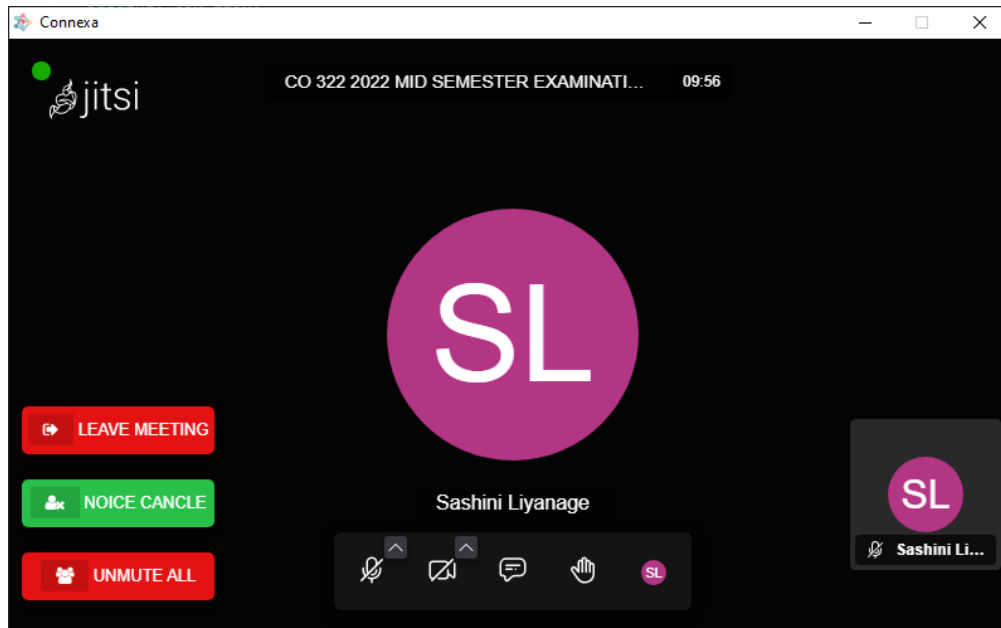 Connexa
jitsi
CO 322 2022 MID SEMESTER EXAMINATI...
09:56
SL
LEAVE MEETING
NOICE CANCLE
UNMUTE ALL
Sashini Liyanage
SL
SL
Sashini Li...